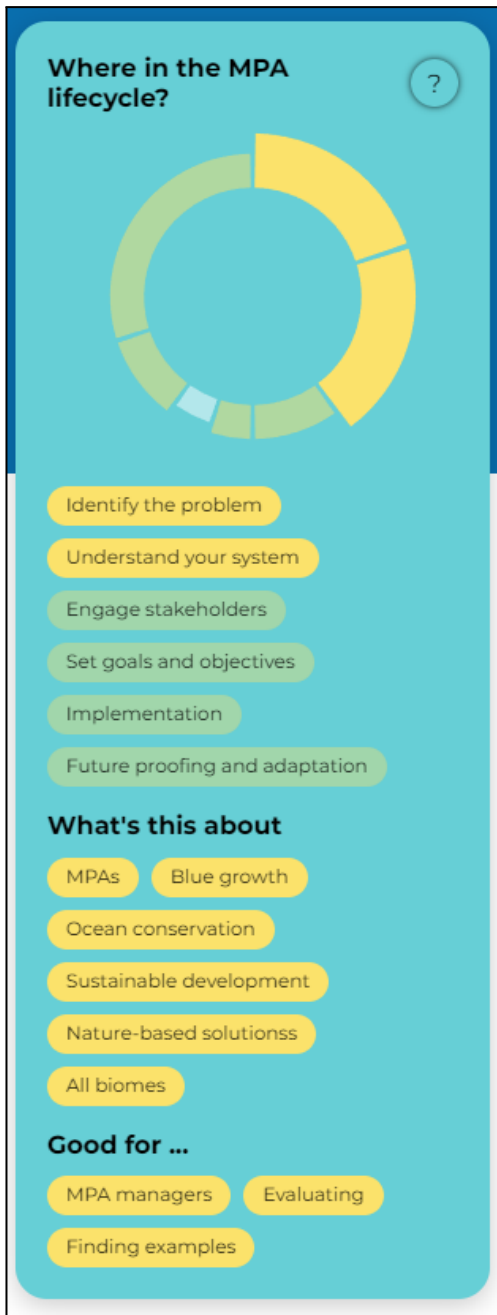 Where in the MPA
lifecycle?
?
Identify the problem
Understand your system
Engage stakeholders
Set goals and objectives
Implementation
Future proofing and adaptation
What's this about
MPAs Blue growth
Ocean conservation
Sustainable development
Nature-based solutionss
All biomes
Good for ...
MPA managers Evaluating
Finding examples